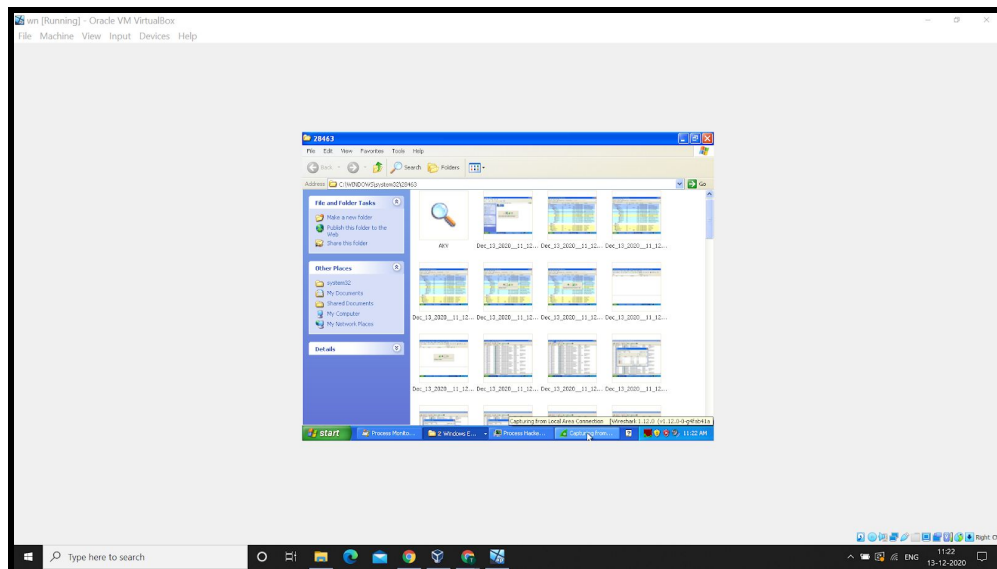 wn [Running] - Oracle VM VirtualBox
File Machine View Input Devices Help
28463
File Edit View Favorites Tools Help
Back Search Folders
Address C:\WINDOWS\system32\28463 Go
File and Folder Tasks
Make a new folder
Publish this folder to the
Web
Share this folder
Other Places
system32
My Documents
Shared Documents
My Computer
My Network Places
Details
AKV Dec_13_2020__11_12... Dec_13_2020__11_12... Dec_13_2020__11_12...
Dec_13_2020__11_12... Dec_13_2020__11_12... Dec_13_2020__11_12... Dec_13_2020__11_12...
Dec_13_2020__11_12... Dec_13_2020__11_12... Dec_13_2020__11_12... Dec_13_2020__11_12...
Capturing from Local Area Connection [Wireshark 1.12.0
start Process Monito... 2 Windows E... Process Hacke... Capturing from... 11:22 AM
Right C
Type here to search
ENG
11:22
13-12-2020